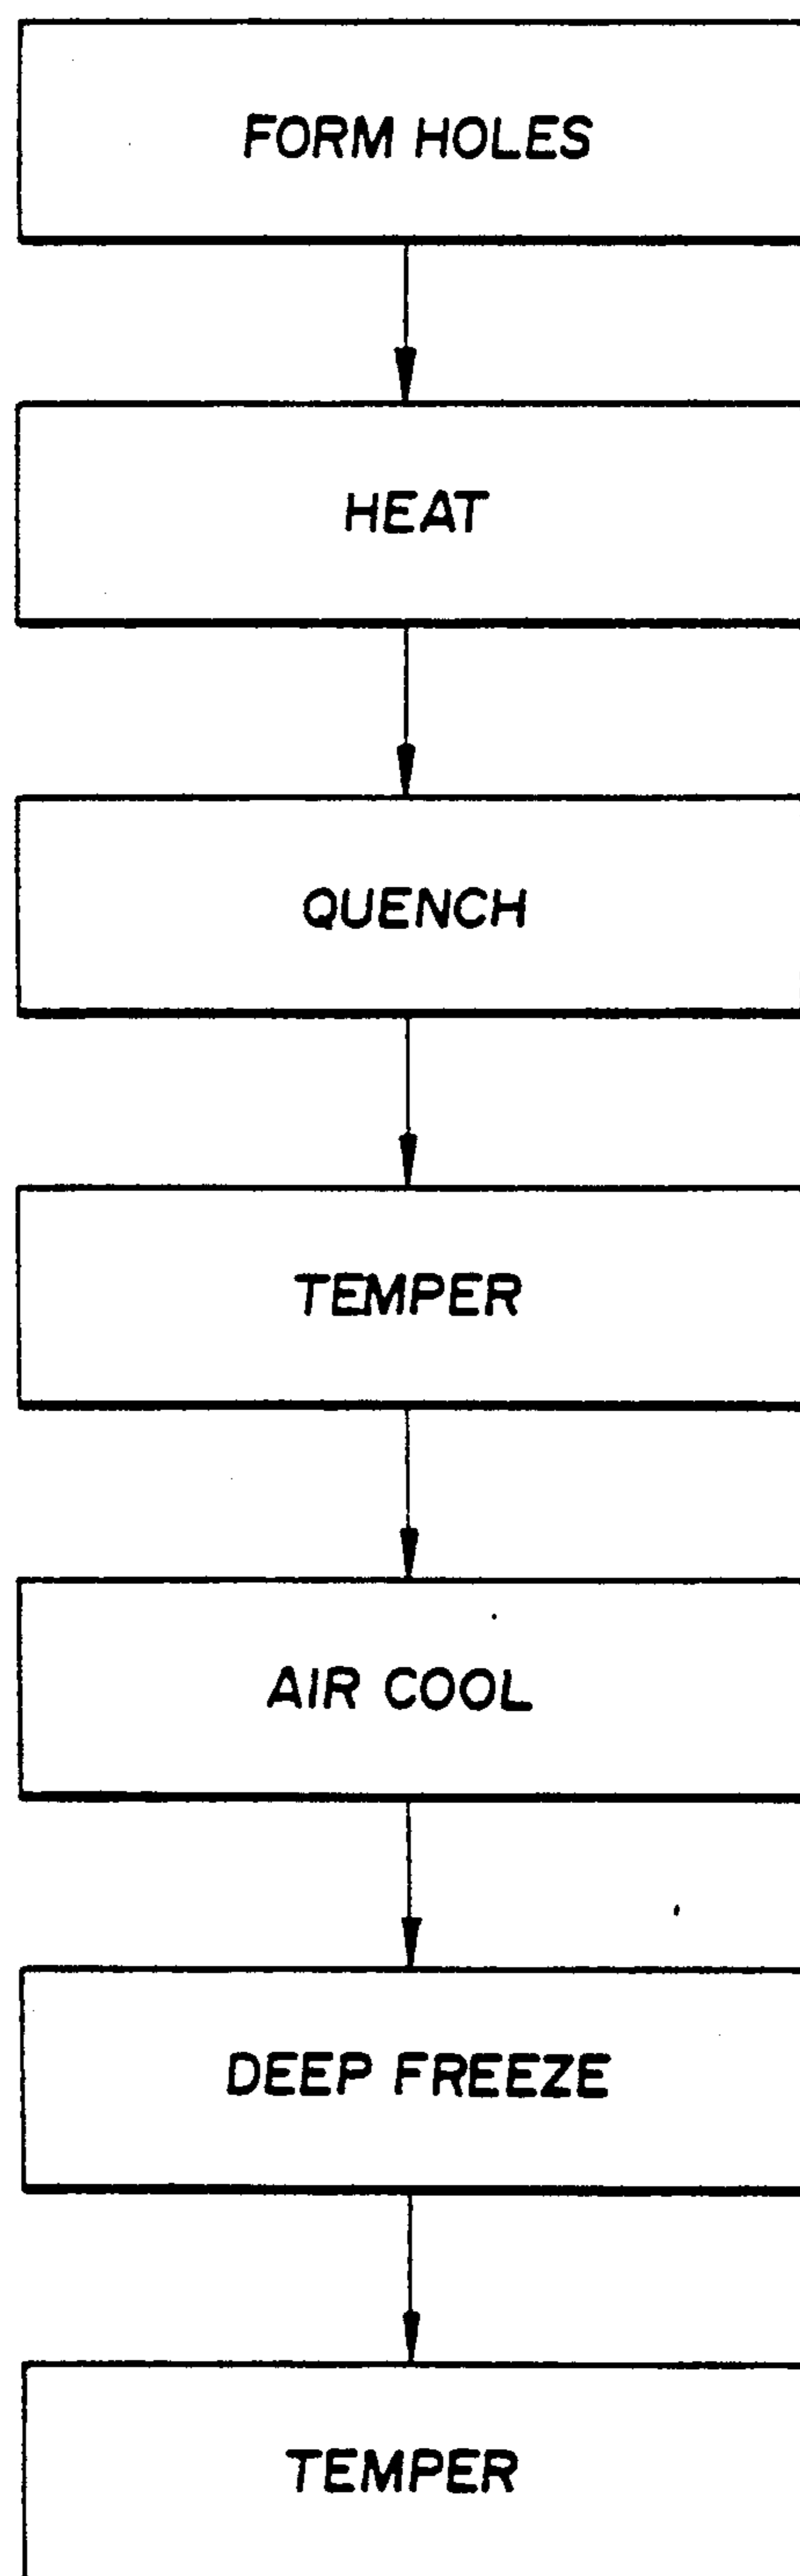 FORM HOLES
HEAT
QUENCH
TEMPER
AIR COOL
DEEP FREEZE
TEMPER